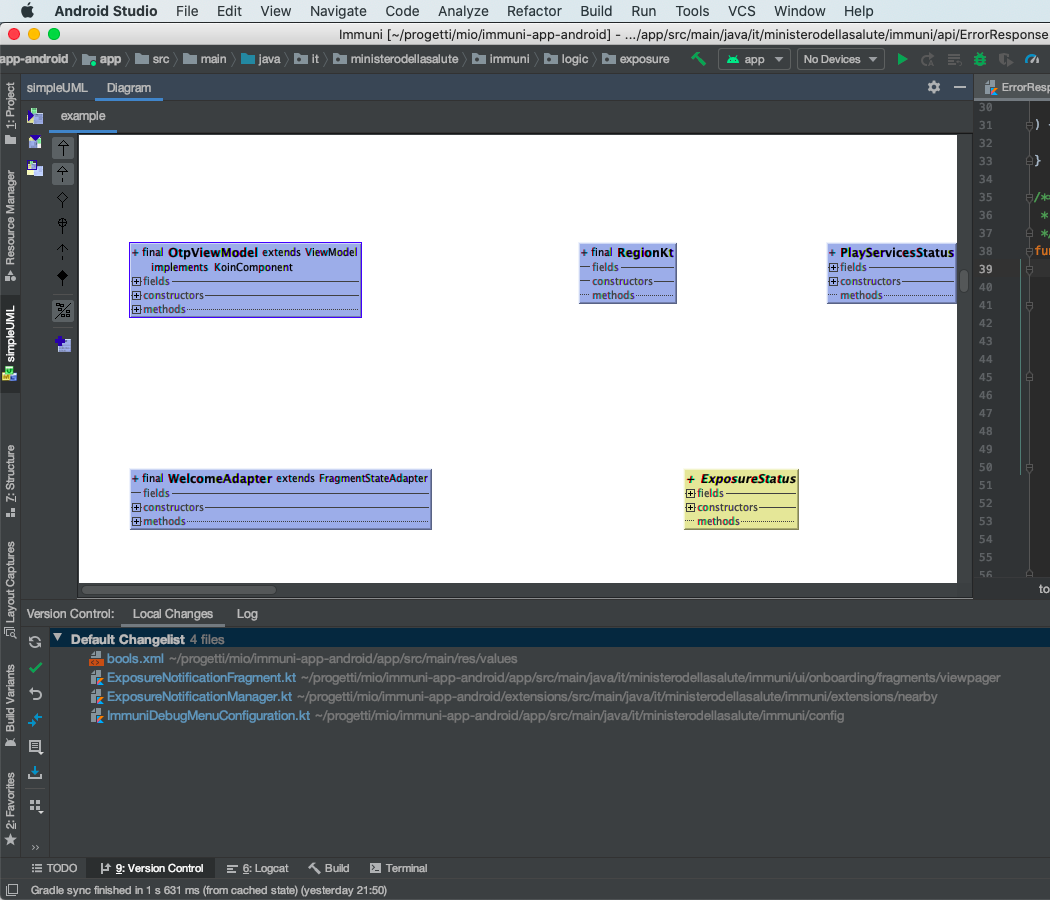 Android Studio File Edit View Navigate Code Analyze Refactor Build Run Tools VCS Window Help
Immuni [~/progetti/mio/immuni-app-android] - .../app/src/main/java/it/ministerodellasalute/immuni/api/ErrorResponse
app-android app src main java it ministerodellasalute immuni logic exposure app No Devices
simpleUML: Diagram
example
ErrorResp
1: Project
Resource Manager
simpleUML
Z: Structure
Layout Captures
Build Variants
2: Favorites
+ final OtpViewModel extends ViewModel
implements KoinComponent
fields
constructors
methods
+ final RegionKt
fields
constructors
methods
+ PlayServicesStatus
fields
constructors
methods
+ final WelcomeAdapter extends FragmentStateAdapter
fields
constructors
methods
+ ExposureStatus
fields
constructors
methods
30
31 )
32
33 }
34
35 /**
36 *
37 */
38 fun
39
40
41
42
43
44
45
46
47
48
49
50
51
52
53
54
55
56
to
Version Control: Local Changes Log
Default Changelist 4 files
bools.xml ~/progetti/mio/immuni-app-android/app/src/main/res/values
ExposureNotificationFragment.kt ~/progetti/mio/immuni-app-android/app/src/main/java/it/ministerodellasalute/immuni/ui/onboarding/fragments/viewpager
ExposureNotificationManager.kt ~/progetti/mio/immuni-app-android/extensions/src/main/java/it/ministerodellasalute/immuni/extensions/nearby
ImmuniDebugMenuConfiguration.kt ~/progetti/mio/immuni-app-android/app/src/main/java/it/ministerodellasalute/immuni/config
TODO 9: Version Control 6: Logcat Build Terminal
Gradle sync finished in 1 s 631 ms (from cached state) (yesterday 21:50)